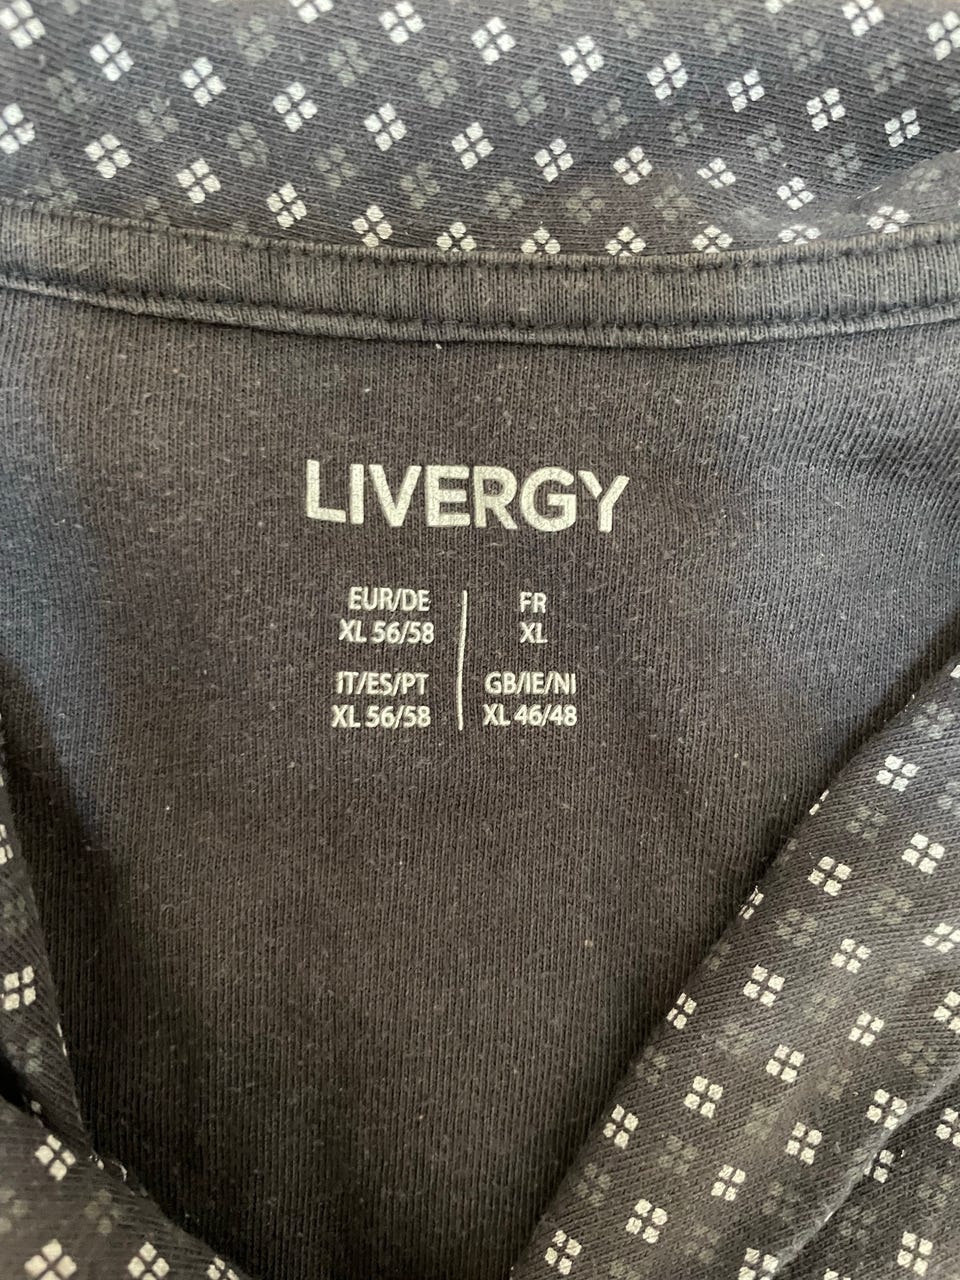 LIVERGY
EUR/DE
XL 56/58
FR
XL
IT/ES/PT
XL 56/58
GB/IE/NI
XL 46/48